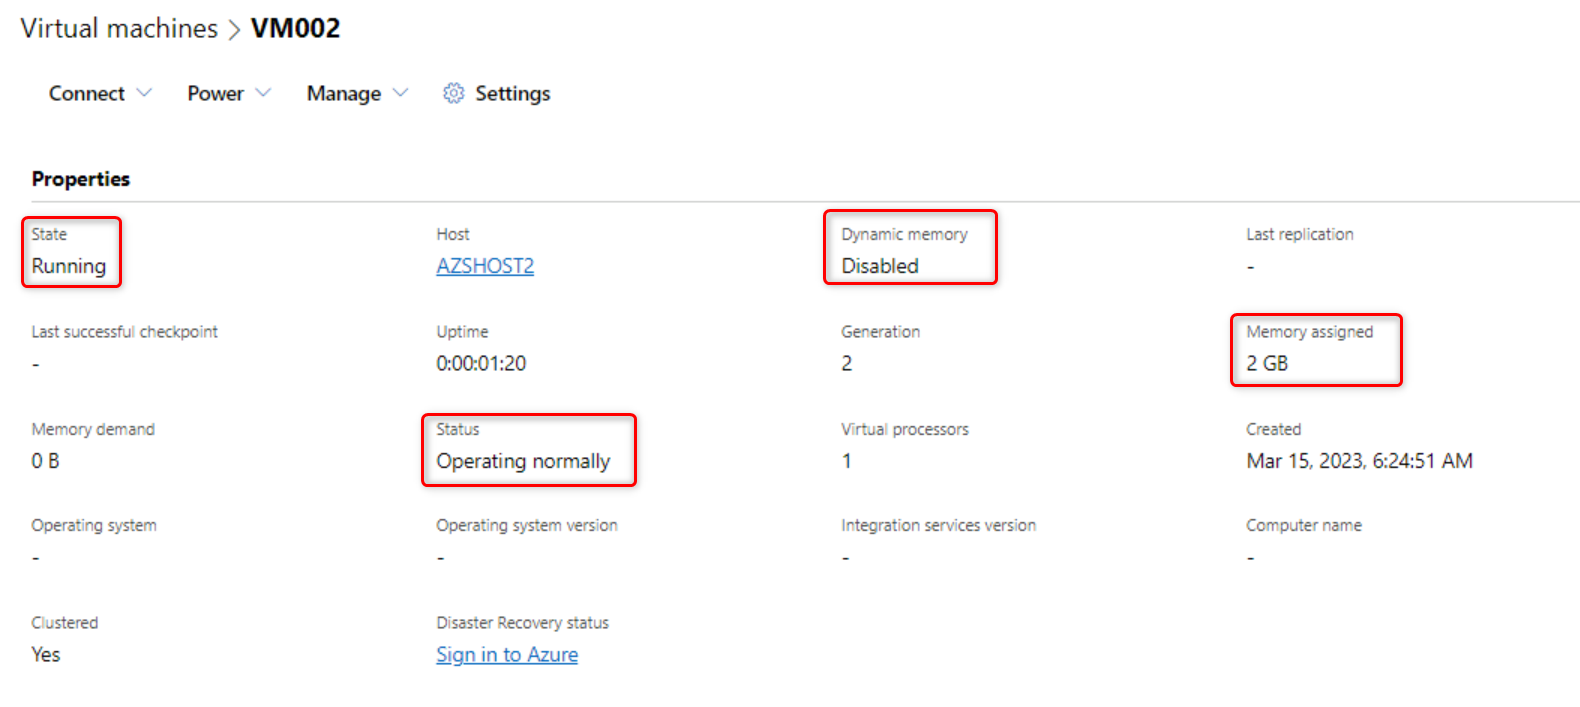 Virtual machines > VM002
Connect Power Manage Settings
Properties
State Host Dynamic memory Last replication
Running AZSHOST2 Disabled -
Last successful checkpoint Uptime Generation Memory assigned
- 0:00:01:20 2 2 GB
Memory demand Status Virtual processors Created
0 B Operating normally 1 Mar 15, 2023, 6:24:51 AM
Operating system Operating system version Integration services version Computer name
- - - -
Clustered Disaster Recovery status
Yes Sign in to Azure